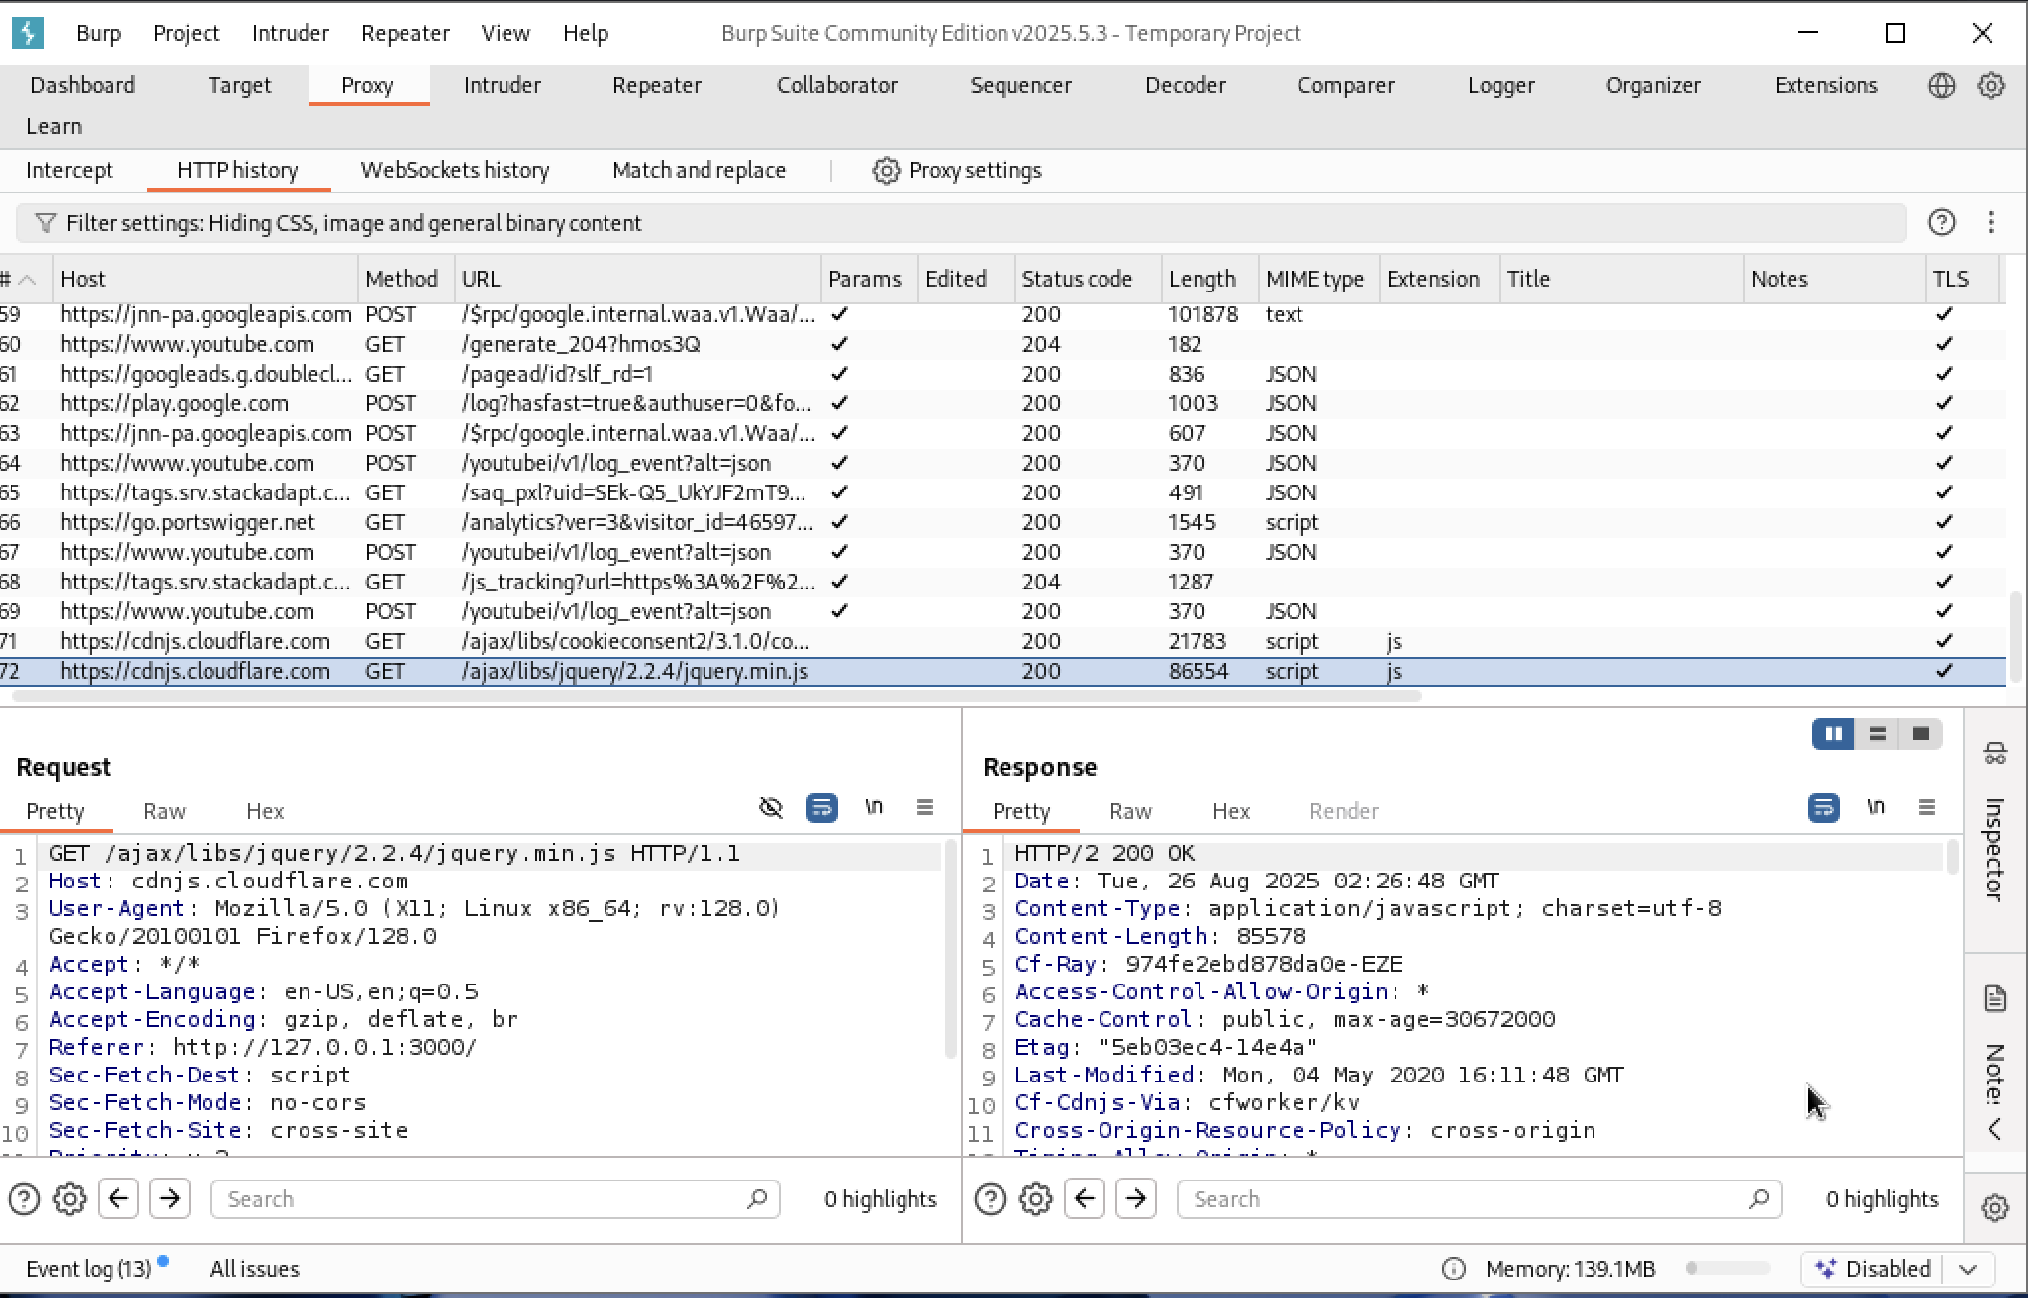 Burp Project Intruder Repeater View Help Burp Suite Community Edition v2025.5.3 - Temporary Project
Dashboard Target Proxy Intruder Repeater Collaborator Sequencer Decoder Comparer Logger Organizer Extensions
Learn
Intercept HTTP history WebSockets history Match and replace Proxy settings
Filter settings: Hiding CSS, image and general binary content
# Host Method URL Params Edited Status code Length MIME type Extension Title Notes TLS
59 https://jnn-pa.googleapis.com POST /$rpc/google.internal.waa.v1.Waa/... ✓ 200 101878 text ✓
60 https://www.youtube.com GET /generate_204?hmos3Q ✓ 204 182 ✓
61 https://googleads.g.doublecl... GET /pagead/id?slf_rd=1 ✓ 200 836 JSON ✓
62 https://play.google.com POST /log?hasfast=true&authuser=0&fo... ✓ 200 1003 JSON ✓
63 https://jnn-pa.googleapis.com POST /$rpc/google.internal.waa.v1.Waa/... ✓ 200 607 JSON ✓
64 https://www.youtube.com POST /youtubei/v1/log_event?alt=json ✓ 200 370 JSON ✓
65 https://tags.srv.stackadapt.c... GET /saq_pxl?uid=SEk-Q5_UkYJF2mT9... ✓ 200 491 JSON ✓
66 https://go.portswigger.net GET /analytics?ver=3&visitor_id=46597... ✓ 200 1545 script ✓
67 https://www.youtube.com POST /youtubei/v1/log_event?alt=json ✓ 200 370 JSON ✓
68 https://tags.srv.stackadapt.c... GET /js_tracking?url=https%3A%2F%2... ✓ 204 1287 ✓
69 https://www.youtube.com POST /youtubei/v1/log_event?alt=json ✓ 200 370 JSON ✓
71 https://cdnjs.cloudflare.com GET /ajax/libs/cookieconsent2/3.1.0/co... 200 21783 script js ✓
72 https://cdnjs.cloudflare.com GET /ajax/libs/jquery/2.2.4/jquery.min.js 200 86554 script js ✓
Request
Pretty Raw Hex \n
1 GET /ajax/libs/jquery/2.2.4/jquery.min.js HTTP/1.1
2 Host: cdnjs.cloudflare.com
3 User-Agent: Mozilla/5.0 (X11; Linux x86_64; rv:128.0)
Gecko/20100101 Firefox/128.0
4 Accept: */*
5 Accept-Language: en-US,en;q=0.5
6 Accept-Encoding: gzip, deflate, br
7 Referer: http://127.0.0.1:3000/
8 Sec-Fetch-Dest: script
9 Sec-Fetch-Mode: no-cors
10 Sec-Fetch-Site: cross-site
Search 0 highlights
Response
Pretty Raw Hex Render \n
1 HTTP/2 200 OK
2 Date: Tue, 26 Aug 2025 02:26:48 GMT
3 Content-Type: application/javascript; charset=utf-8
4 Content-Length: 85578
5 Cf-Ray: 974fe2ebd878da0e-EZE
6 Access-Control-Allow-Origin: *
7 Cache-Control: public, max-age=30672000
8 Etag: "5eb03ec4-14e4a"
9 Last-Modified: Mon, 04 May 2020 16:11:48 GMT
10 Cf-Cdnjs-Via: cfworker/kv
11 Cross-Origin-Resource-Policy: cross-origin
Search 0 highlights
Inspector
Event log (13) All issues Memory: 139.1MB Disabled